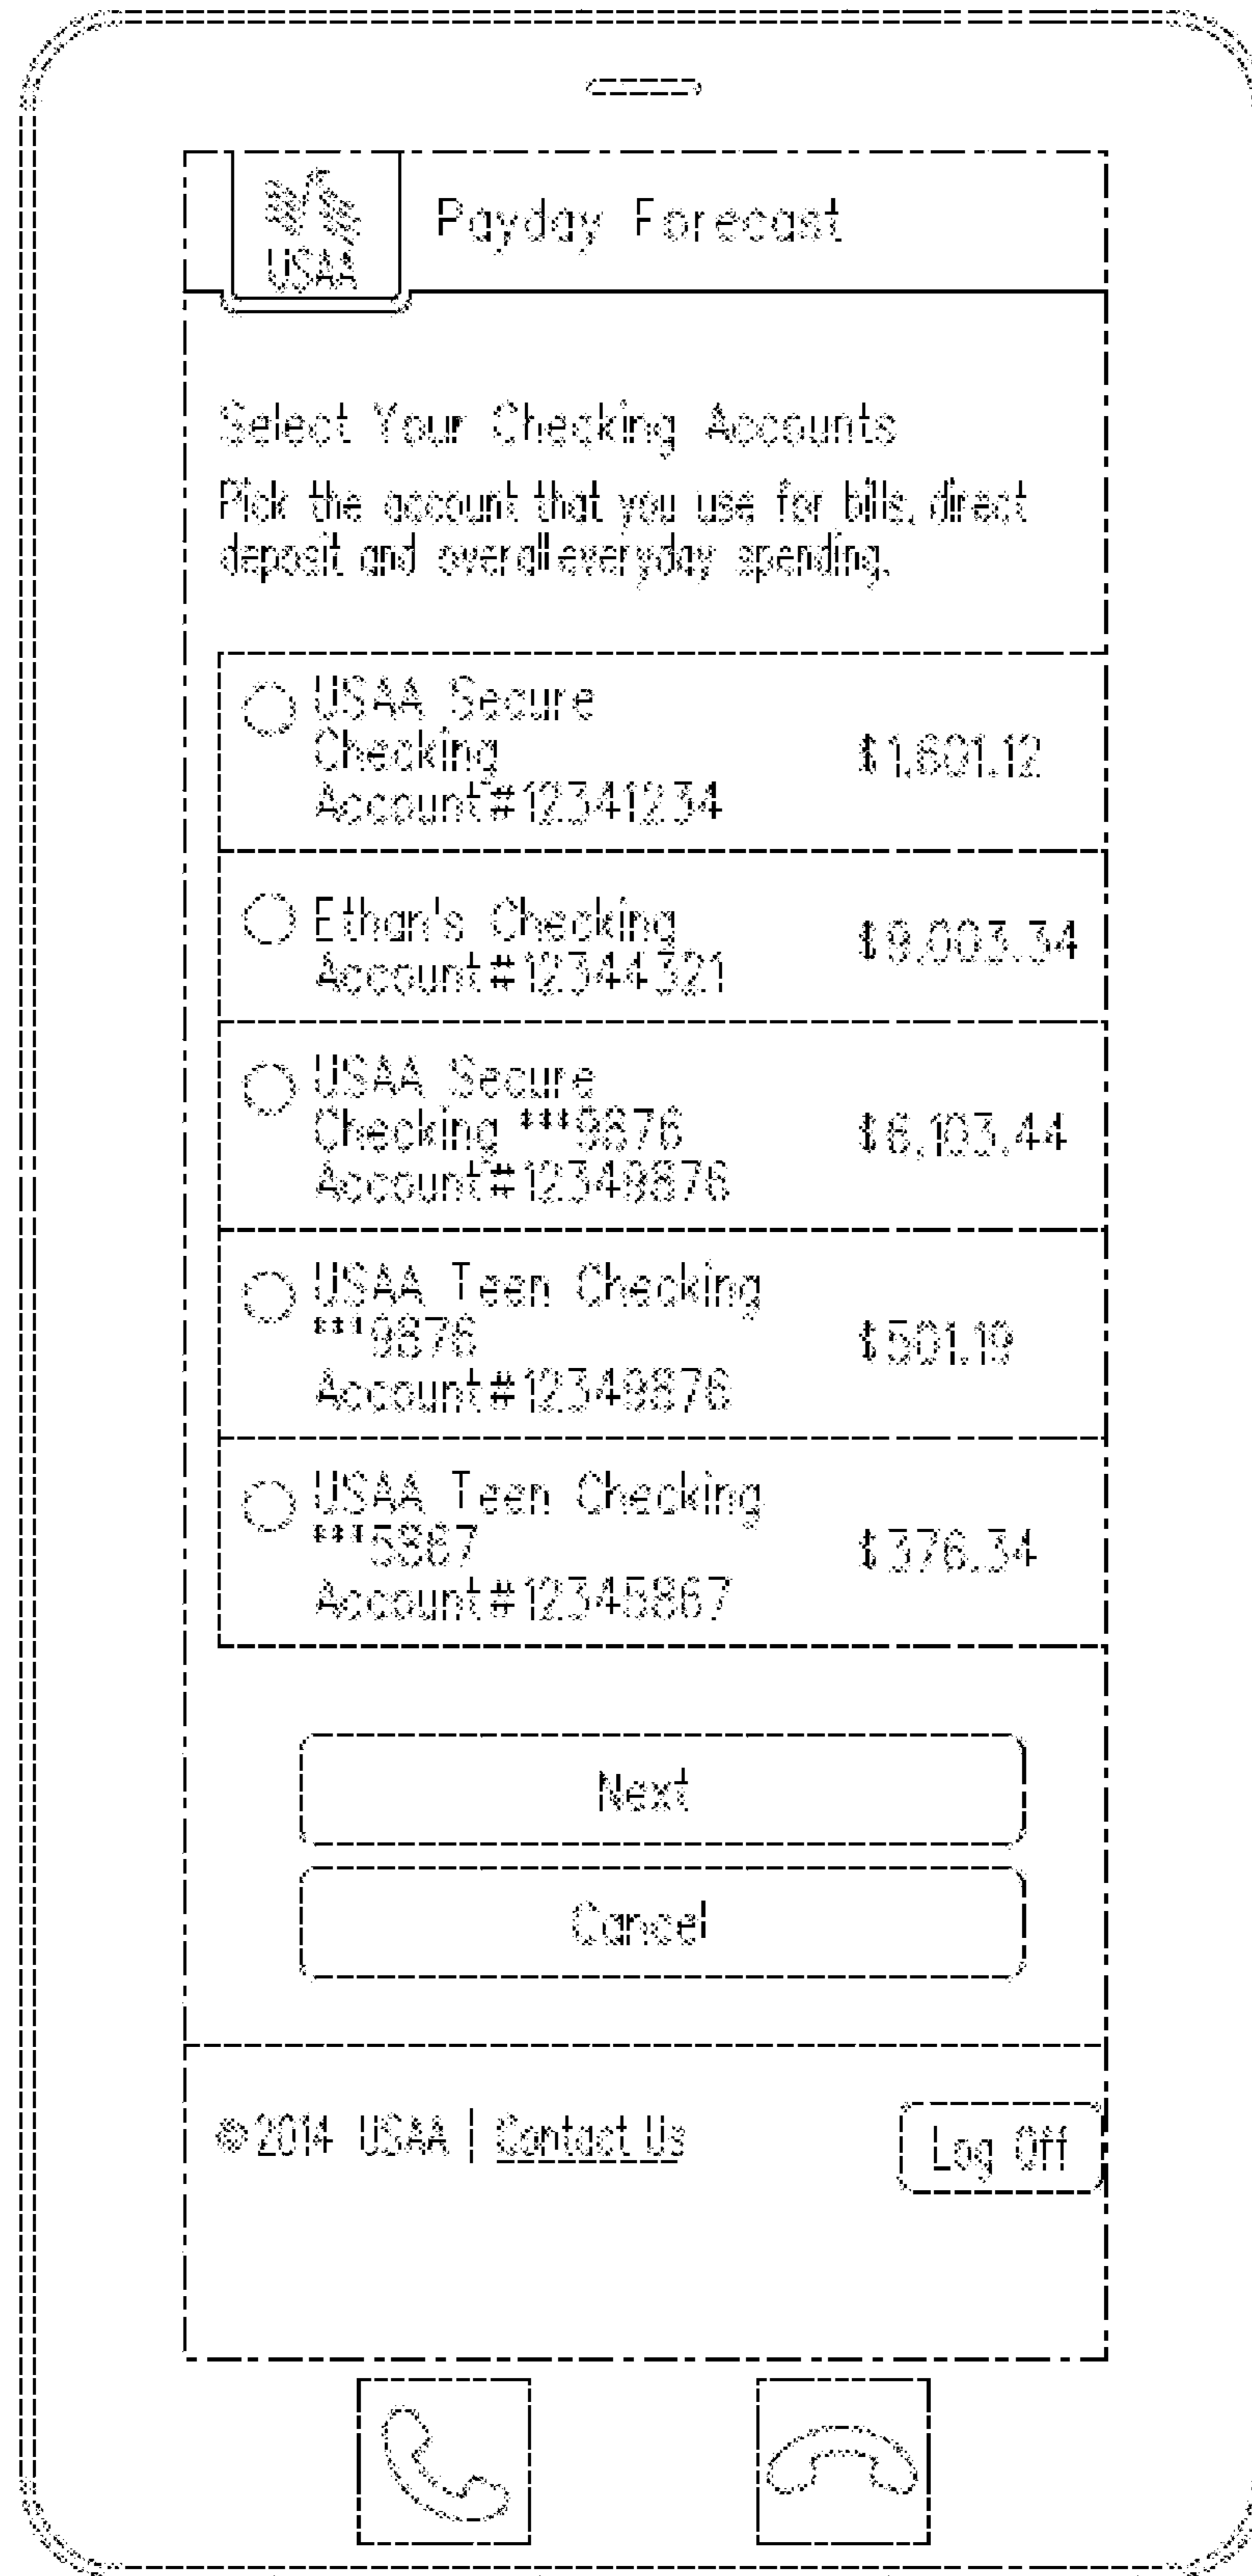 USAA
Payday Forecast
Select Your Checking Accounts
Pick the account that you use for bills, direct
deposit and overall everyday spending.
USAA Secure
Checking
Account#12341234
$1,601.12
Ethan's Checking
Account#12344321
$9,003.34
USAA Secure
Checking ***9876
Account#12349876
$6,103.44
USAA Teen Checking
***9876
Account#12349876
$501.19
USAA Teen Checking
***5867
Account#12345867
$376.34
Next
Cancel
©2014 USAA | Contact Us
Log Off